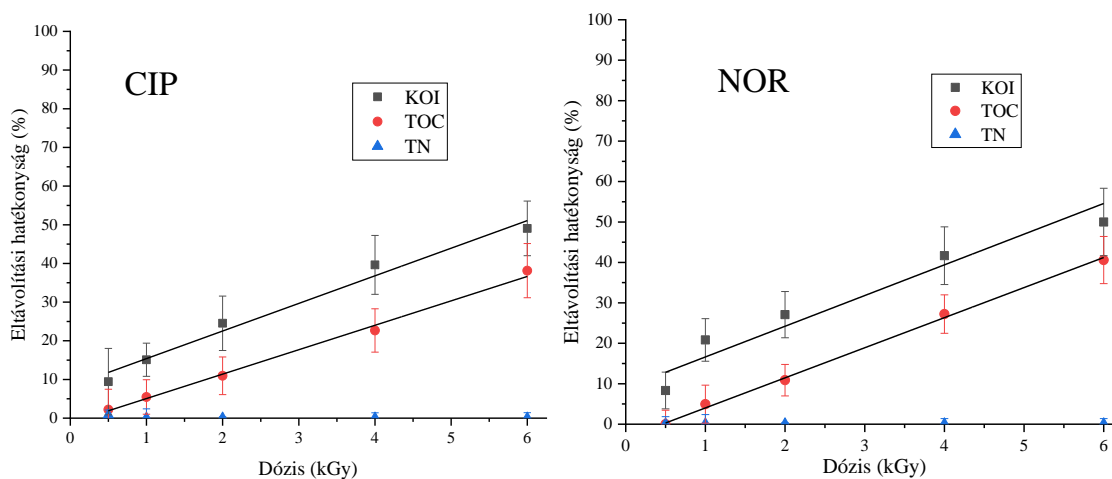 CIP
KOI
TOC
TN
Eltávolítási hatékonyság (%)
100
90
80
70
60
50
40
30
20
10
0
0 1 2 3 4 5 6
Dózis (kGy)
NOR
KOI
TOC
TN
Eltávolítási hatékonyság (%)
100
90
80
70
60
50
40
30
20
10
0
0 1 2 3 4 5 6
Dózis (kGy)